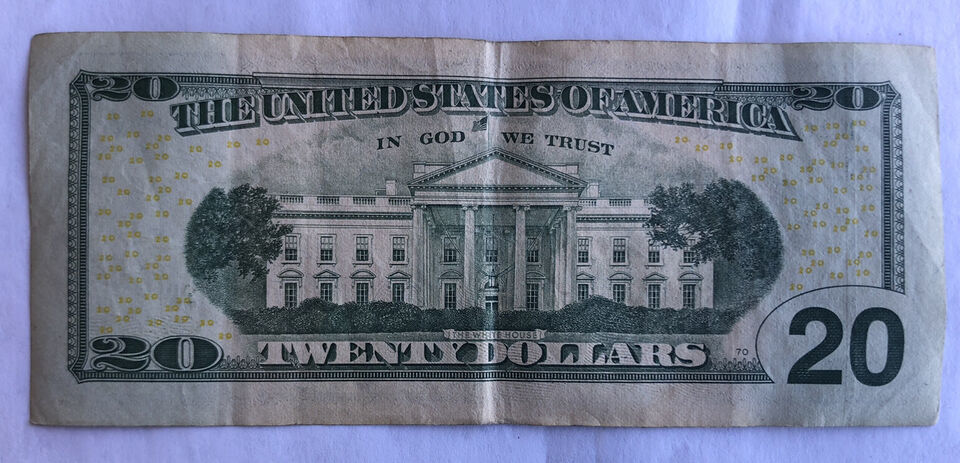 20 20
THE UNITED STATES OF AMERICA
IN GOD WE TRUST
THE WHITE HOUSE
TWENTY DOLLARS
70
20 20